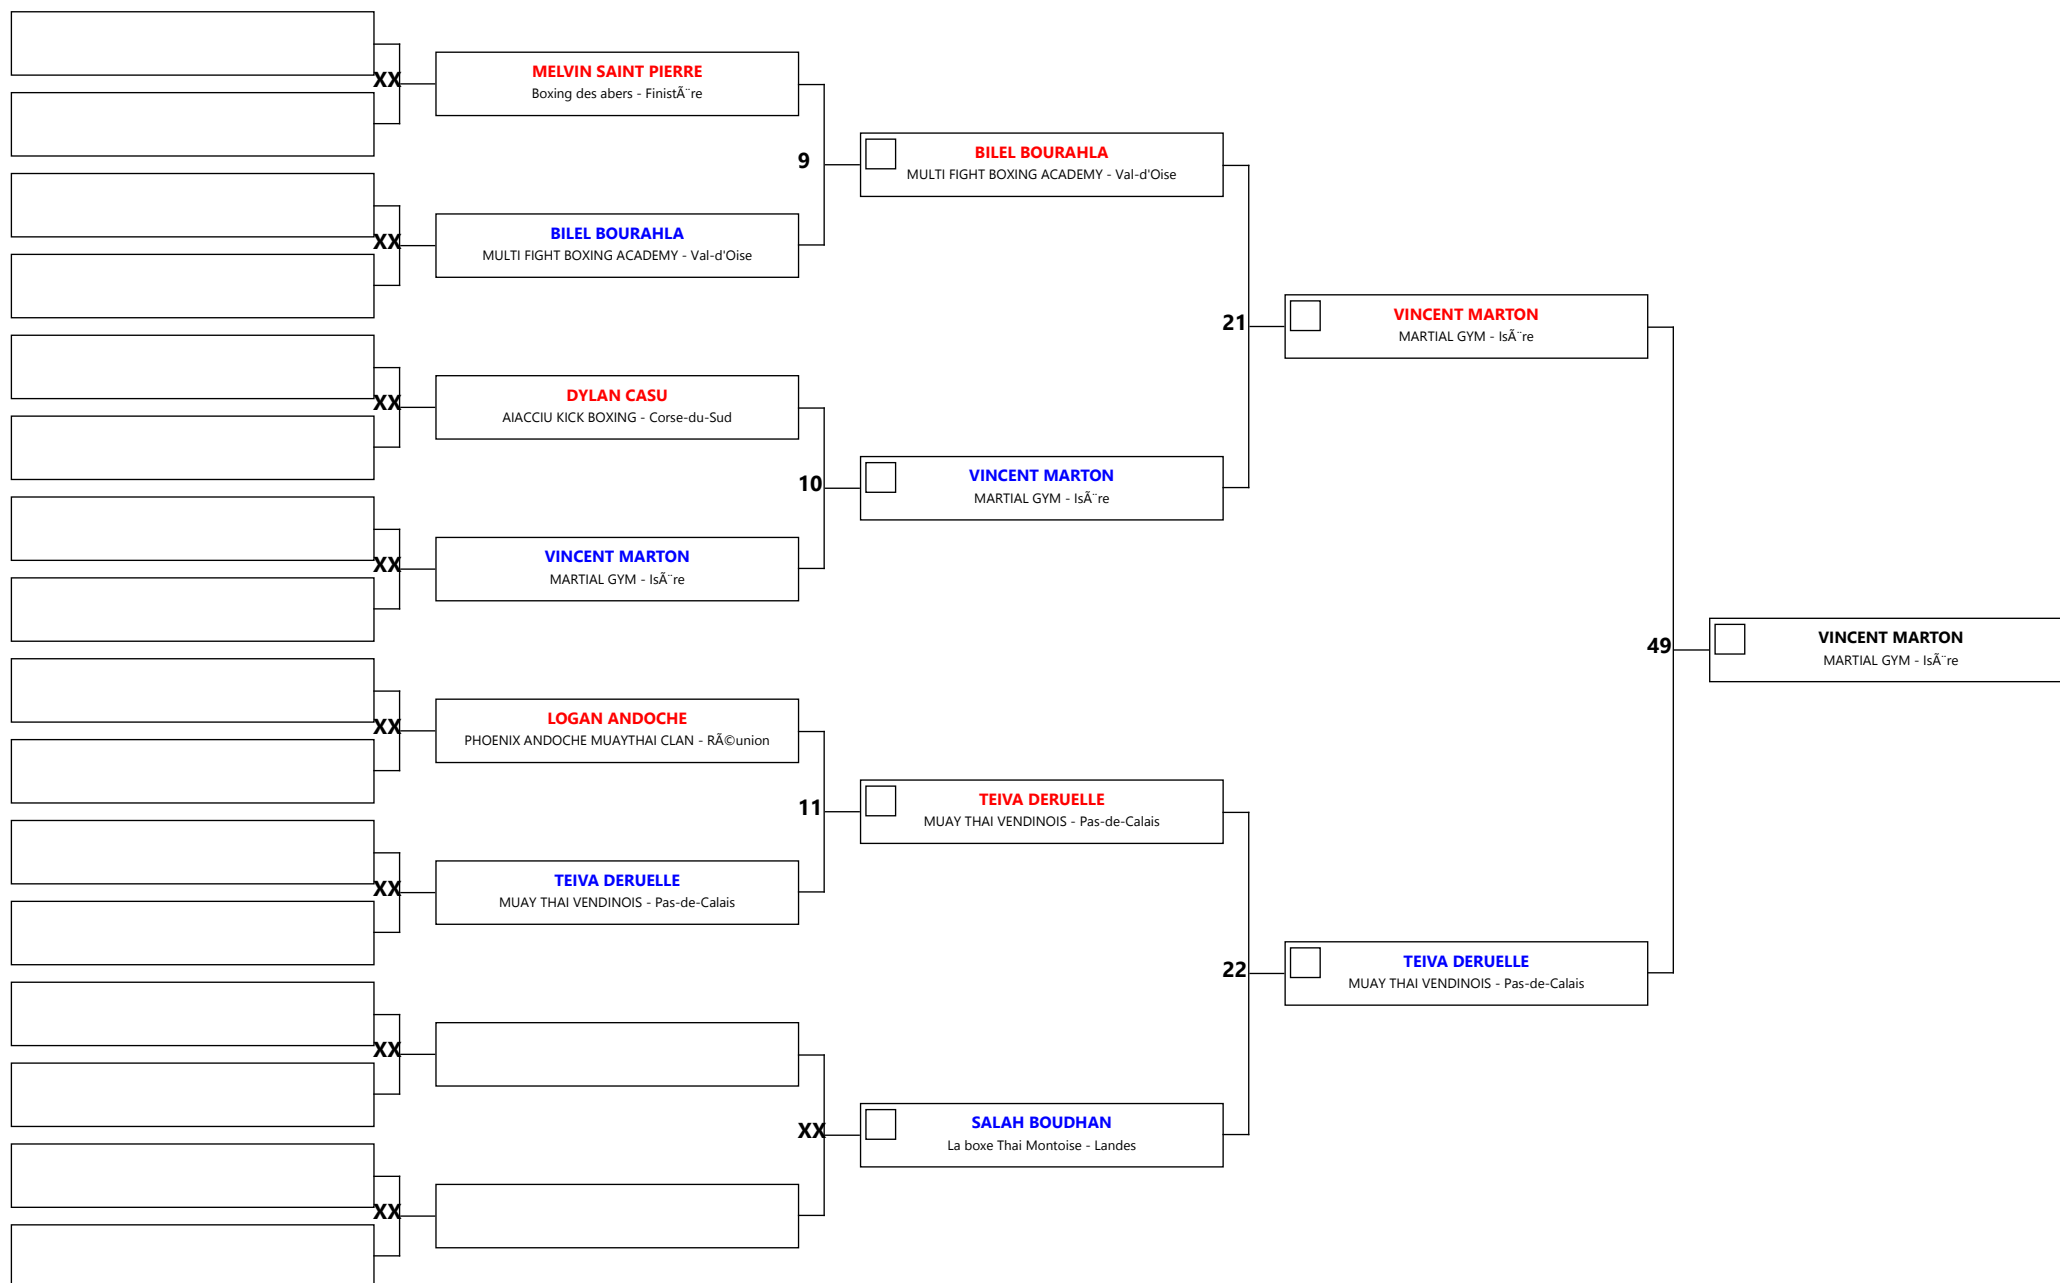 XX
MELVIN SAINT PIERRE
Boxing des abers - FinistÃ¨re
9
BILEL BOURAHLA
MULTI FIGHT BOXING ACADEMY - Val-d'Oise
XX
BILEL BOURAHLA
MULTI FIGHT BOXING ACADEMY - Val-d'Oise
21
VINCENT MARTON
MARTIAL GYM - IsÃ¨re
XX
DYLAN CASU
AIACCIU KICK BOXING - Corse-du-Sud
10
VINCENT MARTON
MARTIAL GYM - IsÃ¨re
XX
VINCENT MARTON
MARTIAL GYM - IsÃ¨re
49
VINCENT MARTON
MARTIAL GYM - IsÃ¨re
XX
LOGAN ANDOCHE
PHOENIX ANDOCHE MUAYTHAI CLAN - RÃ©union
11
TEIVA DERUELLE
MUAY THAI VENDINOIS - Pas-de-Calais
XX
TEIVA DERUELLE
MUAY THAI VENDINOIS - Pas-de-Calais
22
TEIVA DERUELLE
MUAY THAI VENDINOIS - Pas-de-Calais
XX
XX
SALAH BOUDHAN
La boxe Thai Montoise - Landes
XX